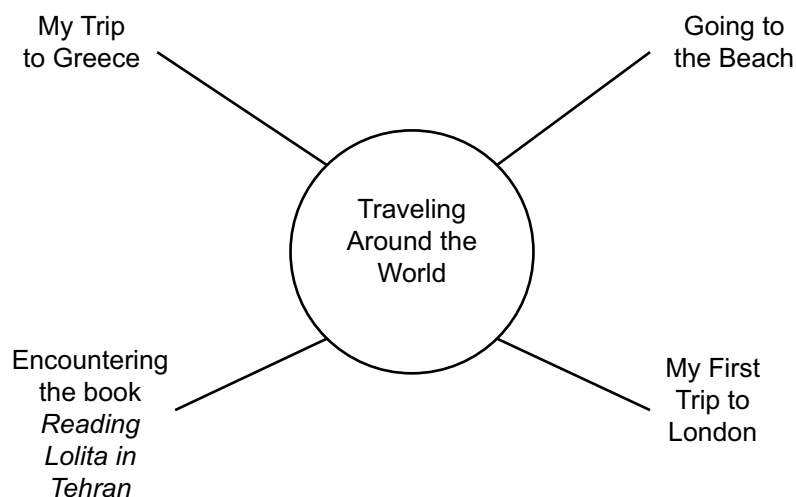 My Trip
to Greece
Going to
the Beach
Traveling
Around the
World
Encountering
the book
Reading
Lolita in
Tehran
My First
Trip to
London